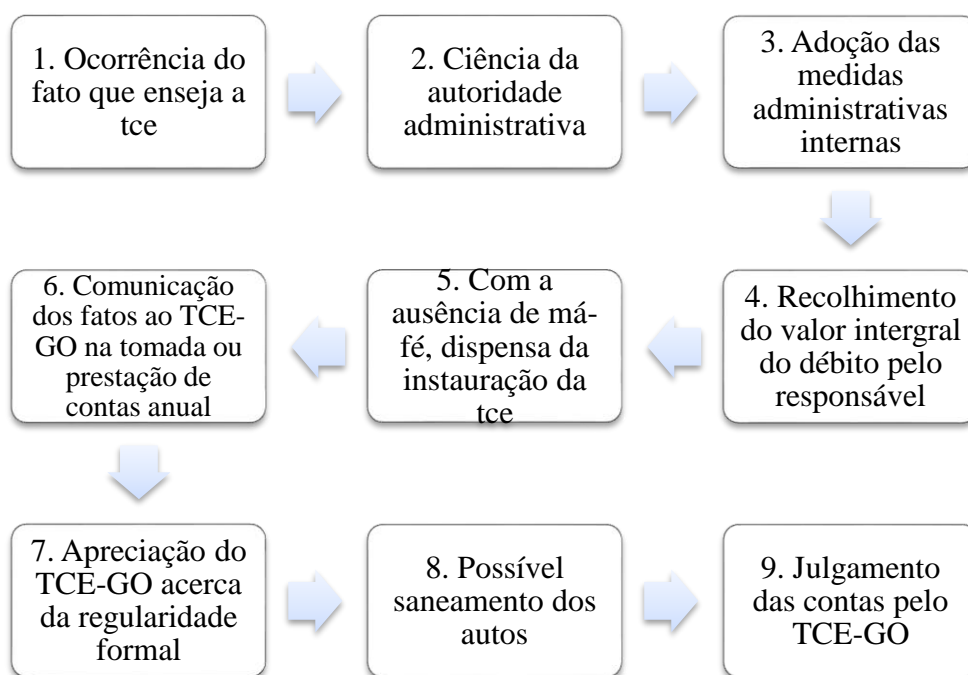 1. Ocorrência do
fato que enseja a
tce
2. Ciência da
autoridade
administrativa
3. Adoção das
medidas
administrativas
internas
4. Recolhimento
do valor intergral
do débito pelo
responsável
5. Com a
ausência de má-
fé, dispensa da
instauração da
tce
6. Comunicação
dos fatos ao TCE-
GO na tomada ou
prestação de
contas anual
7. Apreciação do
TCE-GO acerca
da regularidade
formal
8. Possível
saneamento dos
autos
9. Julgamento
das contas pelo
TCE-GO